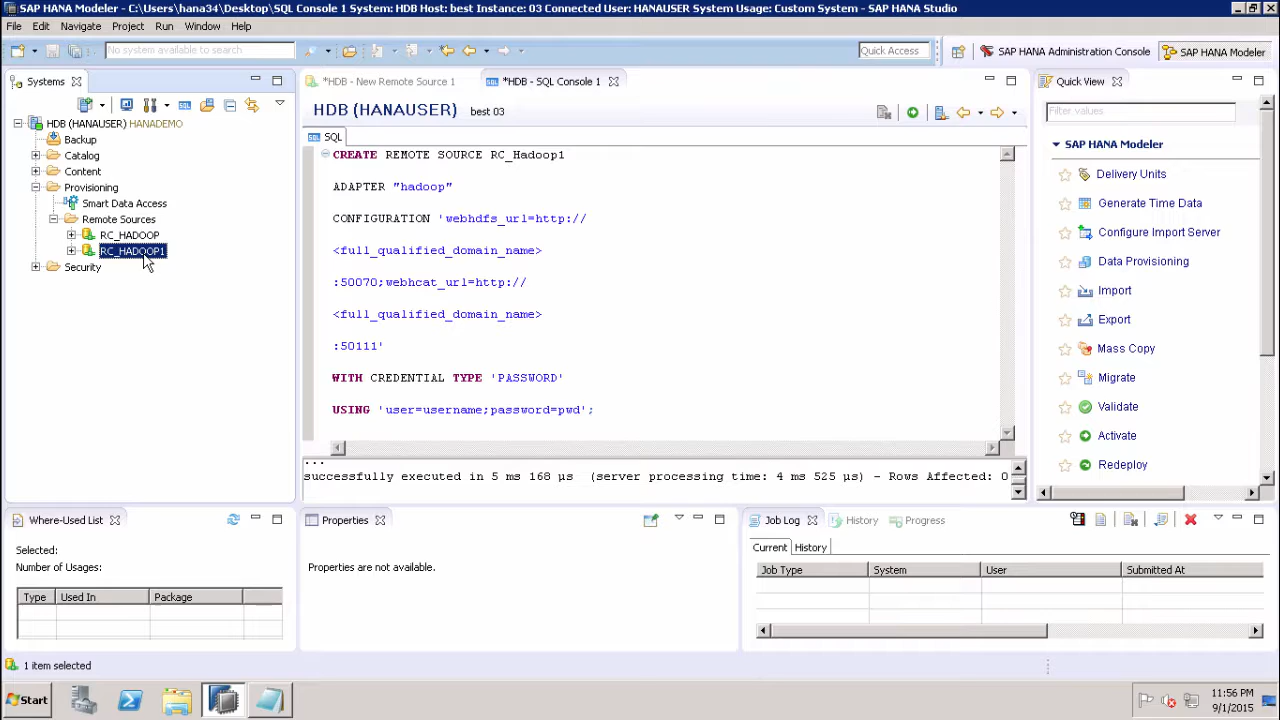 SAP HANA Modeler - C:\Users\hana34\Desktop\SQL Console 1 System: HDB Host: best Instance: 03 Connected User: HANAUSER System Usage: Custom System - SAP HANA Studio
File Edit Navigate Project Run Window Help
No system available to search
Quick Access
SAP HANA Administration Console
SAP HANA Modeler
Systems
HDB (HANAUSER) HANADEMO
Backup
Catalog
Content
Provisioning
Smart Data Access
Remote Sources
RC_HADOOP
RC_HADOOP1
Security
*HDB - New Remote Source 1
*HDB - SQL Console 1
HDB (HANAUSER) best 03
SQL
CREATE REMOTE SOURCE RC_Hadoop1
ADAPTER "hadoop"
CONFIGURATION 'webhdfs_url=http://
<full_qualified_domain_name>
:50070;webhcat_url=http://
<full_qualified_domain_name>
:50111'
WITH CREDENTIAL TYPE 'PASSWORD'
USING 'user=username;password=pwd';
...
successfully executed in 5 ms 168 µs (server processing time: 4 ms 525 µs) - Rows Affected: 0
Quick View
Filter values
SAP HANA Modeler
Delivery Units
Generate Time Data
Configure Import Server
Data Provisioning
Import
Export
Mass Copy
Migrate
Validate
Activate
Redeploy
Where-Used List
Selected:
Number of Usages:
Type Used In Package
Properties
Properties are not available.
Job Log History Progress
Current History
Job Type System User Submitted At
1 item selected
Start
11:56 PM
9/1/2015